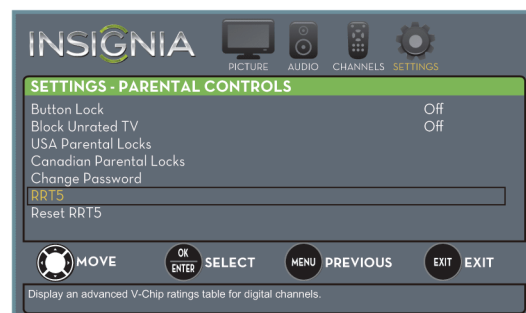 INSIGNIA
PICTURE AUDIO CHANNELS SETTINGS
SETTINGS - PARENTAL CONTROLS
Button Lock Off
Block Unrated TV Off
USA Parental Locks
Canadian Parental Locks
Change Password
RRT5
Reset RRT5
MOVE OK ENTER SELECT MENU PREVIOUS EXIT EXIT
Display an advanced V-Chip ratings table for digital channels.